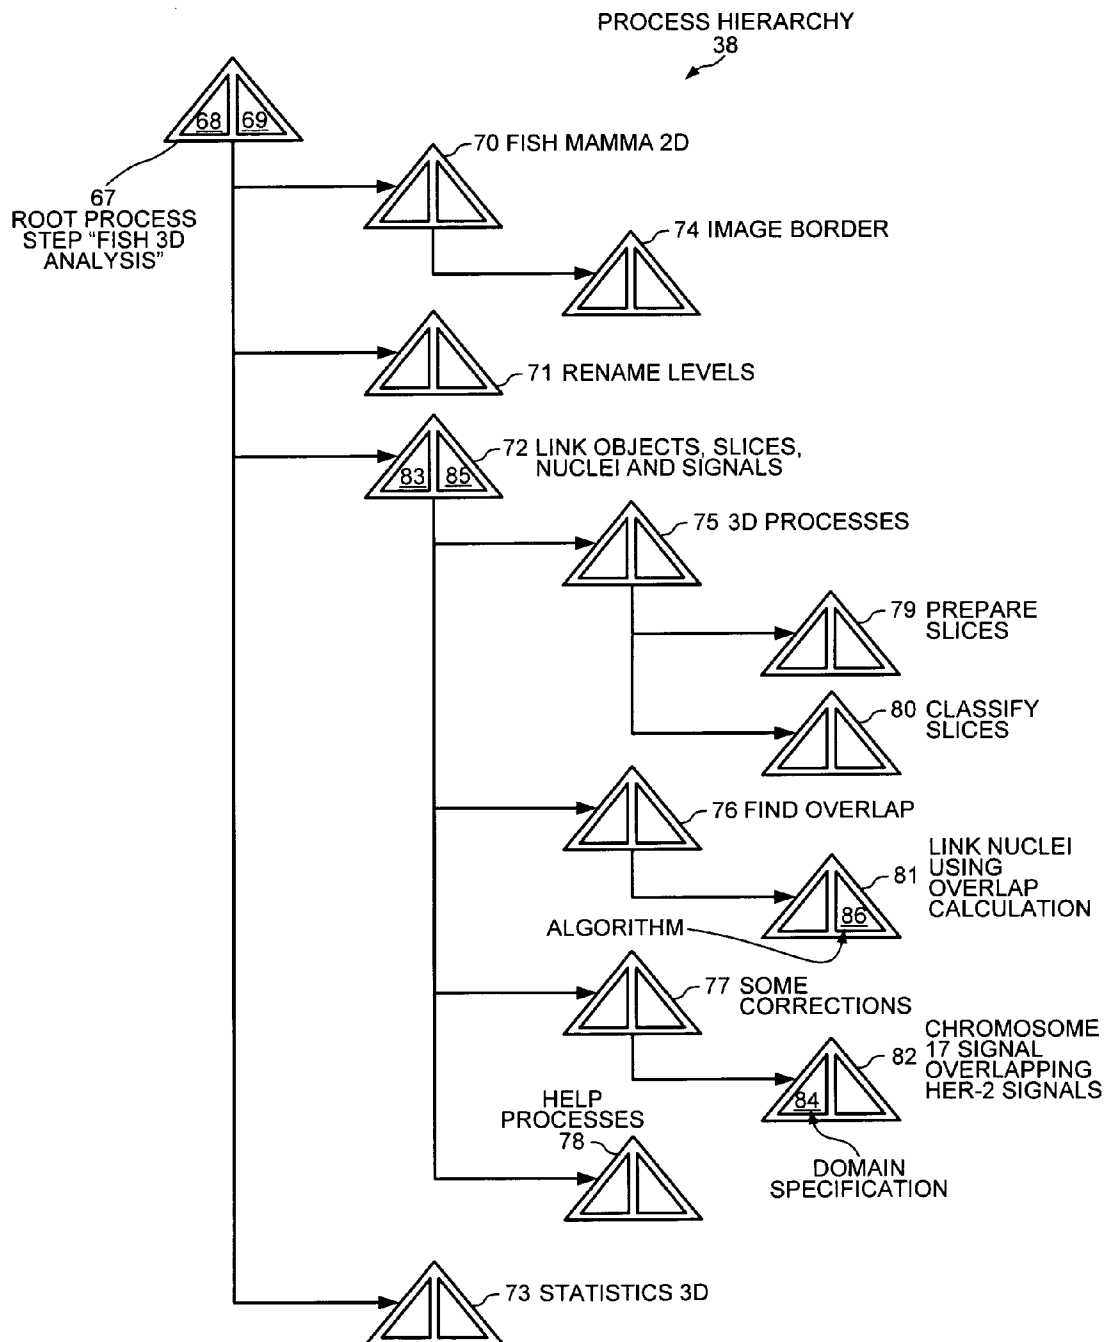 PROCESS HIERARCHY
38
68 69
67
ROOT PROCESS
STEP “FISH 3D
ANALYSIS”
70 FISH MAMMA 2D
74 IMAGE BORDER
71 RENAME LEVELS
72 LINK OBJECTS, SLICES,
NUCLEI AND SIGNALS
83 85
75 3D PROCESSES
79 PREPARE
SLICES
80 CLASSIFY
SLICES
76 FIND OVERLAP
81 LINK NUCLEI
USING
OVERLAP
CALCULATION
86
ALGORITHM
77 SOME
CORRECTIONS
82 CHROMOSOME
17 SIGNAL
OVERLAPPING
HER-2 SIGNALS
84
DOMAIN
SPECIFICATION
HELP
PROCESSES
78
73 STATISTICS 3D